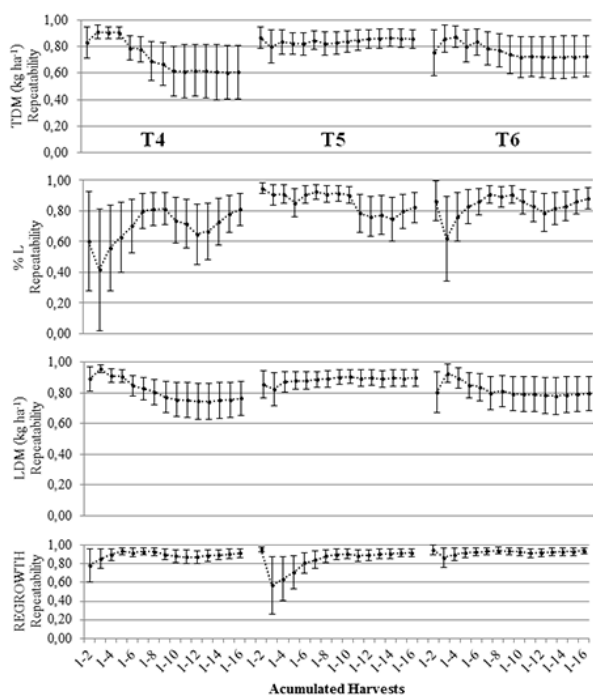 TDM (kg ha⁻¹)
Repeatability
1,00
0,80
0,60
0,40
0,20
0,00
T4 T5 T6
% L
Repeatability
1,00
0,80
0,60
0,40
0,20
0,00
LDM (kg ha⁻¹)
Repeatability
1,00
0,80
0,60
0,40
0,20
0,00
REGROWTH
Repeatability
1,00
0,80
0,60
0,40
0,20
0,00
1-2 1-4 1-6 1-8 1-10 1-12 1-14 1-16 1-2 1-4 1-6 1-8 1-10 1-12 1-14 1-16 1-2 1-4 1-6 1-8 1-10 1-12 1-14 1-16
Acumulated Harvests